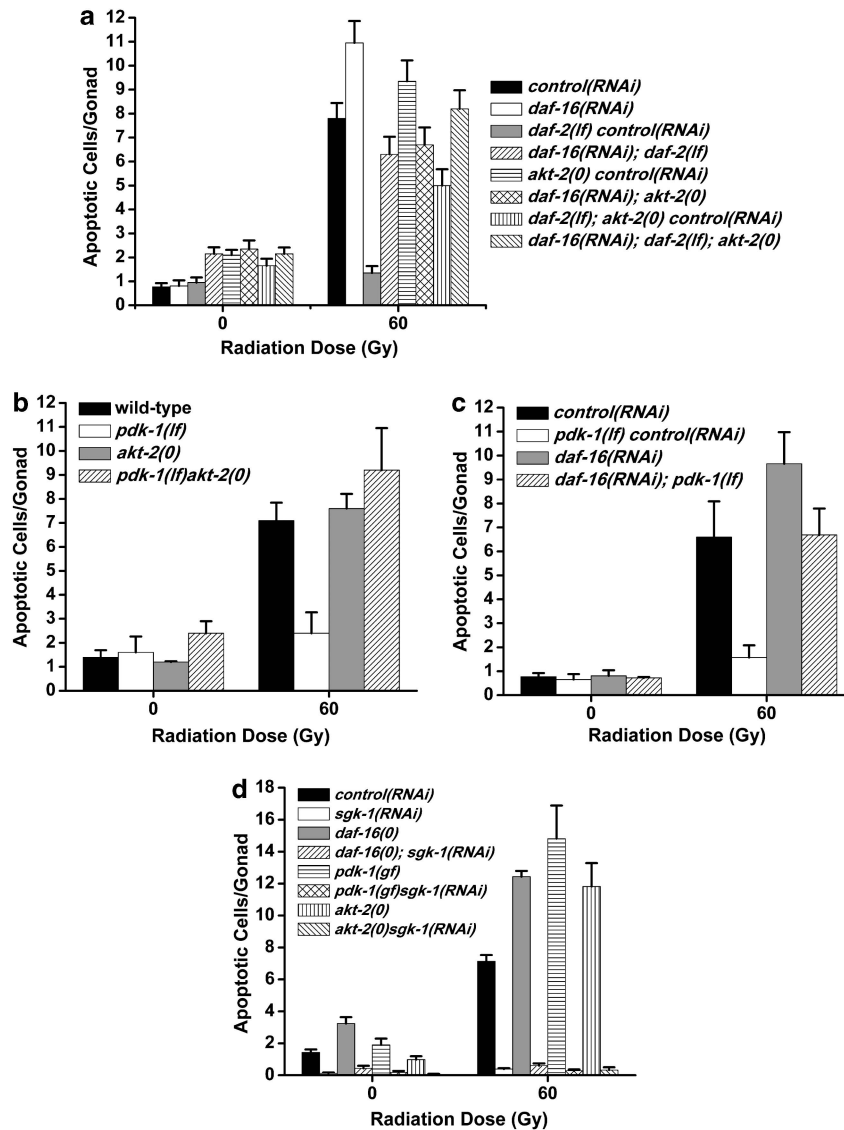 a
12
11
10
9
8
7
6
5
4
3
2
1
0
Apoptotic Cells/Gonad
0
60
Radiation Dose (Gy)
control(RNAi)
daf-16(RNAi)
daf-2(lf) control(RNAi)
daf-16(RNAi); daf-2(lf)
akt-2(0) control(RNAi)
daf-16(RNAi); akt-2(0)
daf-2(lf); akt-2(0) control(RNAi)
daf-16(RNAi); daf-2(lf); akt-2(0)
b
12
11
10
9
8
7
6
5
4
3
2
1
0
Apoptotic Cells/Gonad
wild-type
pdk-1(lf)
akt-2(0)
pdk-1(lf)akt-2(0)
0
60
Radiation Dose (Gy)
c
12
11
10
9
8
7
6
5
4
3
2
1
0
Apoptotic Cells/Gonad
control(RNAi)
pdk-1(lf) control(RNAi)
daf-16(RNAi)
daf-16(RNAi); pdk-1(lf)
0
60
Radiation Dose (Gy)
d
18
16
14
12
10
8
6
4
2
0
Apoptotic Cells/Gonad
control(RNAi)
sgk-1(RNAi)
daf-16(0)
daf-16(0); sgk-1(RNAi)
pdk-1(gf)
pdk-1(gf)sgk-1(RNAi)
akt-2(0)
akt-2(0)sgk-1(RNAi)
0
60
Radiation Dose (Gy)